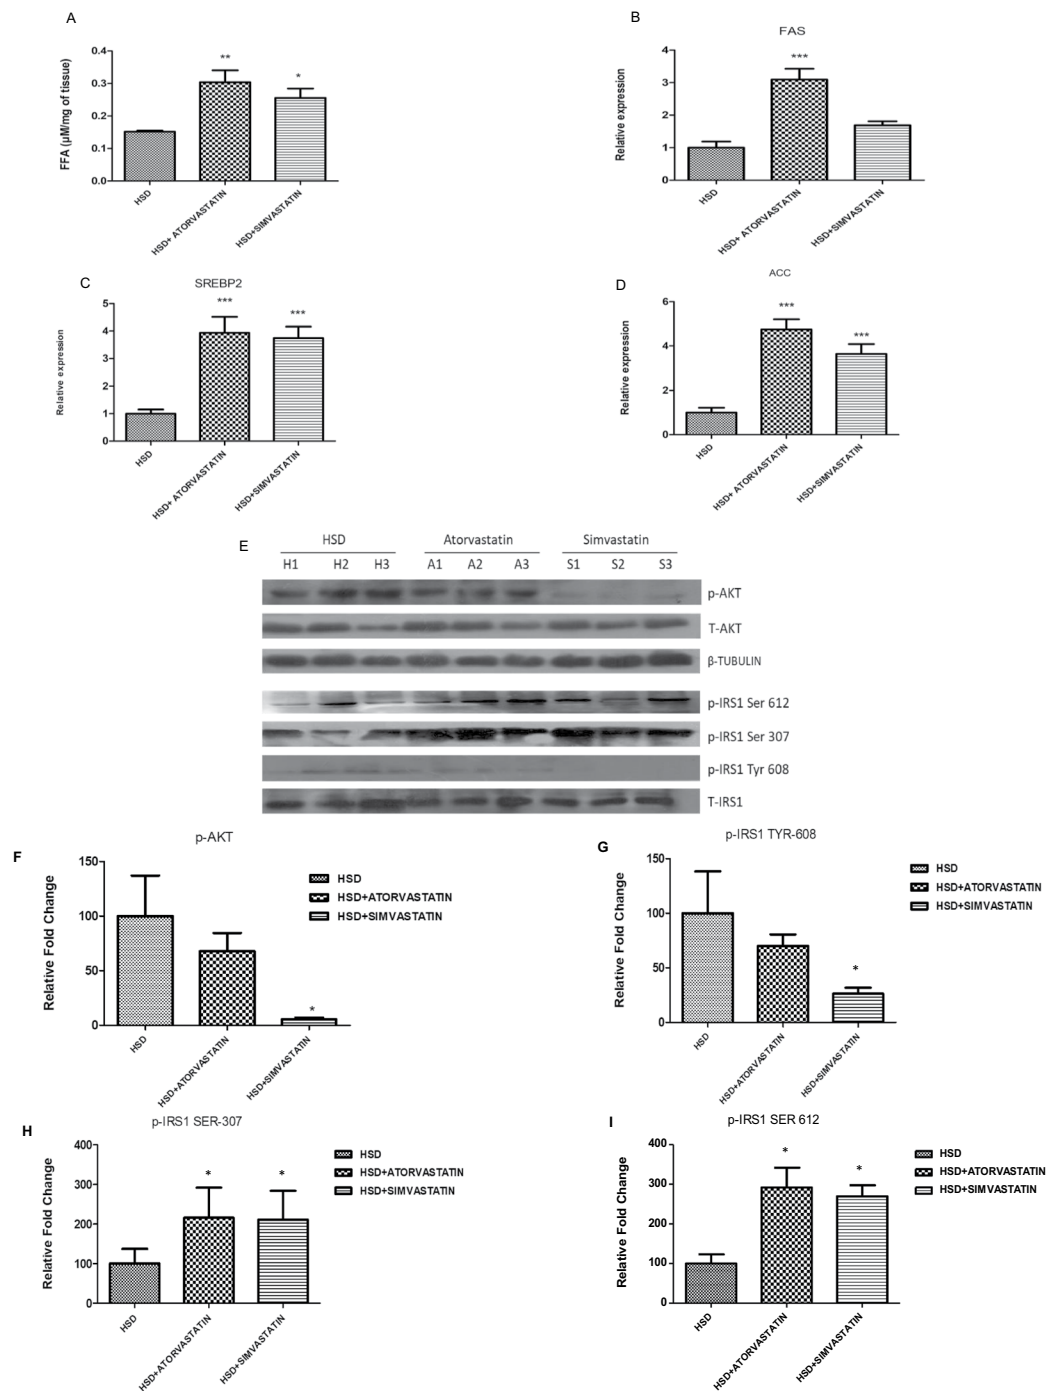 A
FFA (µM/mg of tissue)
0.4
0.3
0.2
0.1
0.0
**
*
HSD
HSD+ ATORVASTATIN
HSD+SIMVASTATIN
B
FAS
Relative expression
4
3
2
1
0
***
HSD
HSD+ ATORVASTATIN
HSD+SIMVASTATIN
C
SREBP2
Relative expression
5
4
3
2
1
0
***
***
HSD
HSD+ ATORVASTATIN
HSD+SIMVASTATIN
D
ACC
Relative expression
6
4
2
0
***
***
HSD
HSD+ ATORVASTATIN
HSD+SIMVASTATIN
E
HSD Atorvastatin Simvastatin
H1 H2 H3 A1 A2 A3 S1 S2 S3
p-AKT
T-AKT
β-TUBULIN
p-IRS1 Ser 612
p-IRS1 Ser 307
p-IRS1 Tyr 608
T-IRS1
F
p-AKT
Relative Fold Change
150
100
50
0
*
HSD
HSD+ATORVASTATIN
HSD+SIMVASTATIN
HSD
HSD+ATORVASTATIN
HSD+SIMVASTATIN
G
p-IRS1 TYR-608
Relative Fold Change
150
100
50
0
*
HSD
HSD+ATORVASTATIN
HSD+SIMVASTATIN
HSD
HSD+ATORVASTATIN
HSD+SIMVASTATIN
H
p-IRS1 SER-307
Relative Fold Change
400
300
200
100
0
*
*
HSD
HSD+ATORVASTATIN
HSD+SIMVASTATIN
HSD
HSD+ATORVASTATIN
HSD+SIMVASTATIN
I
p-IRS1 SER 612
Relative Fold Change
400
300
200
100
0
*
*
HSD
HSD+ATORVASTATIN
HSD+SIMVASTATIN
HSD
HSD+ATORVASTATIN
HSD+SIMVASTATIN